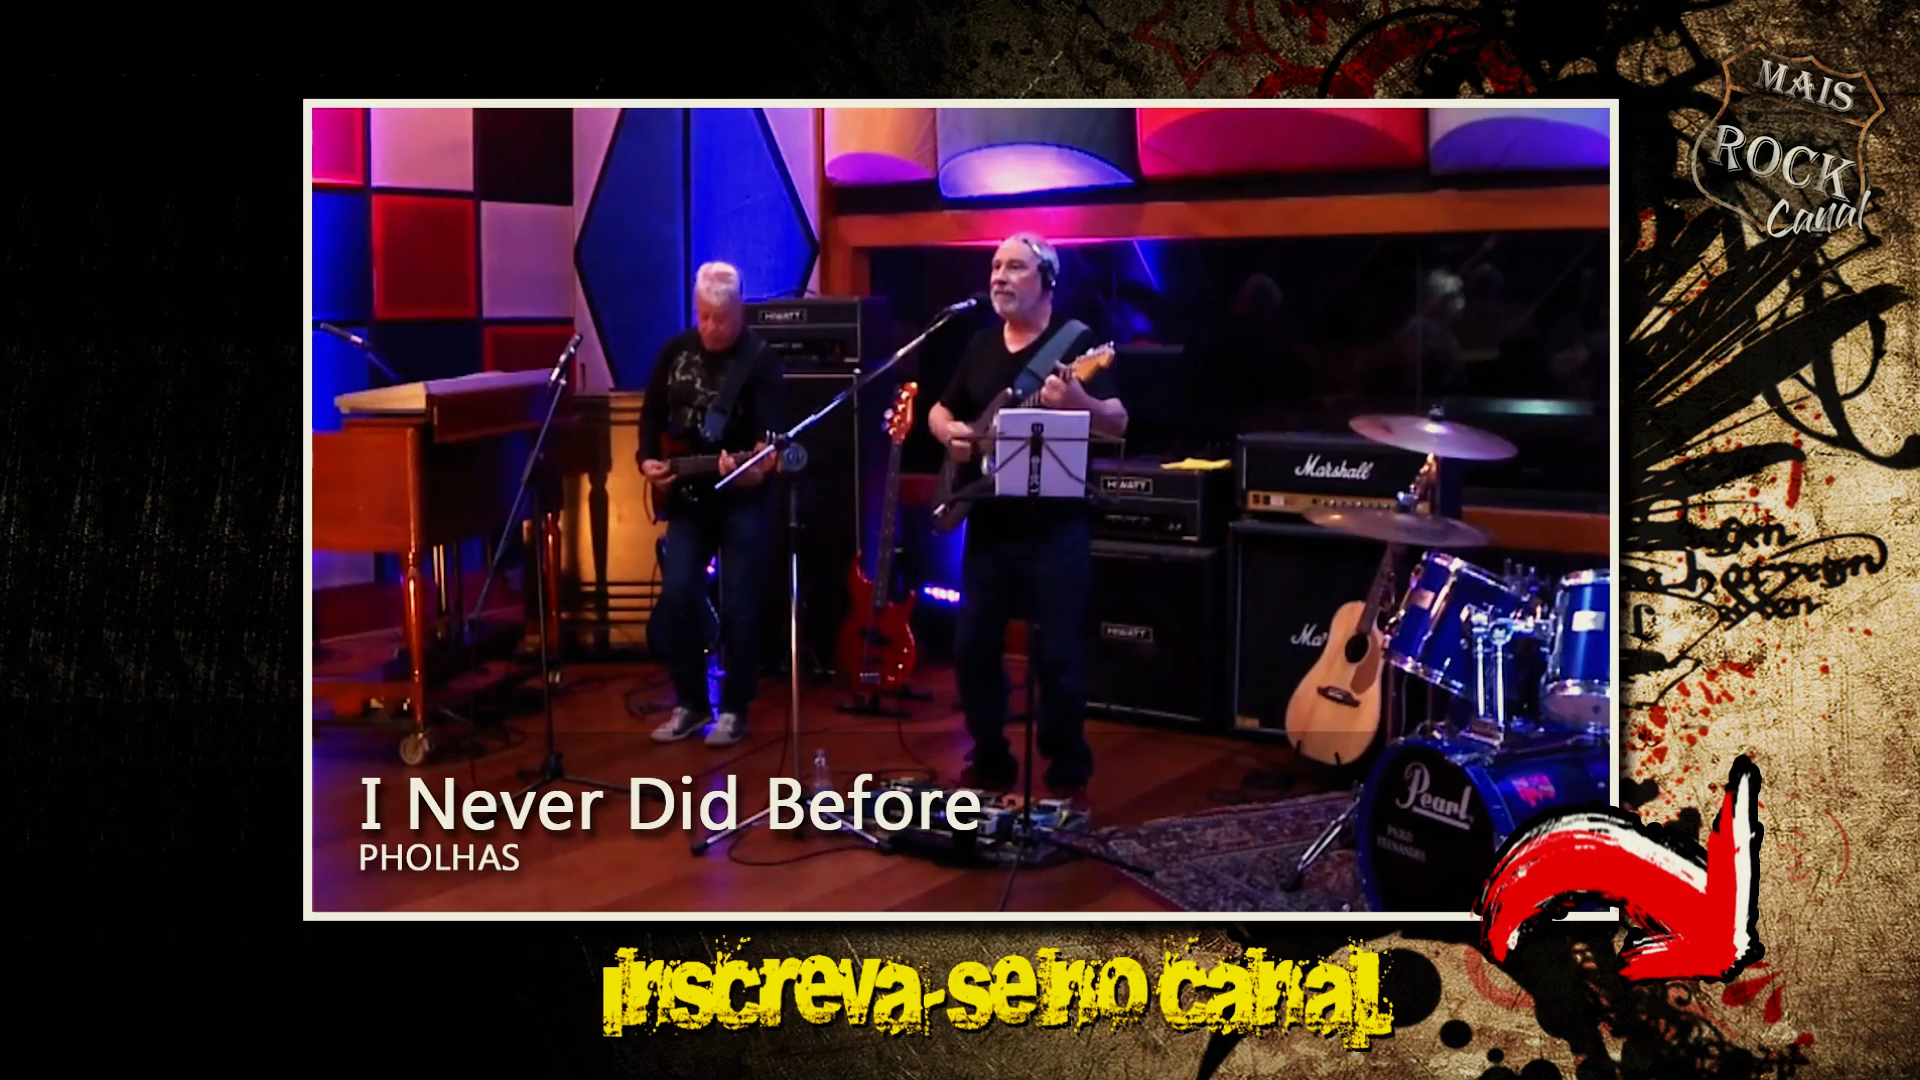 MAIS
ROCK
Canal
HIWATT
Marshall
HIWATT
HIWATT
Pearl
I Never Did Before
PHOLHAS
Inscreva-se no canal